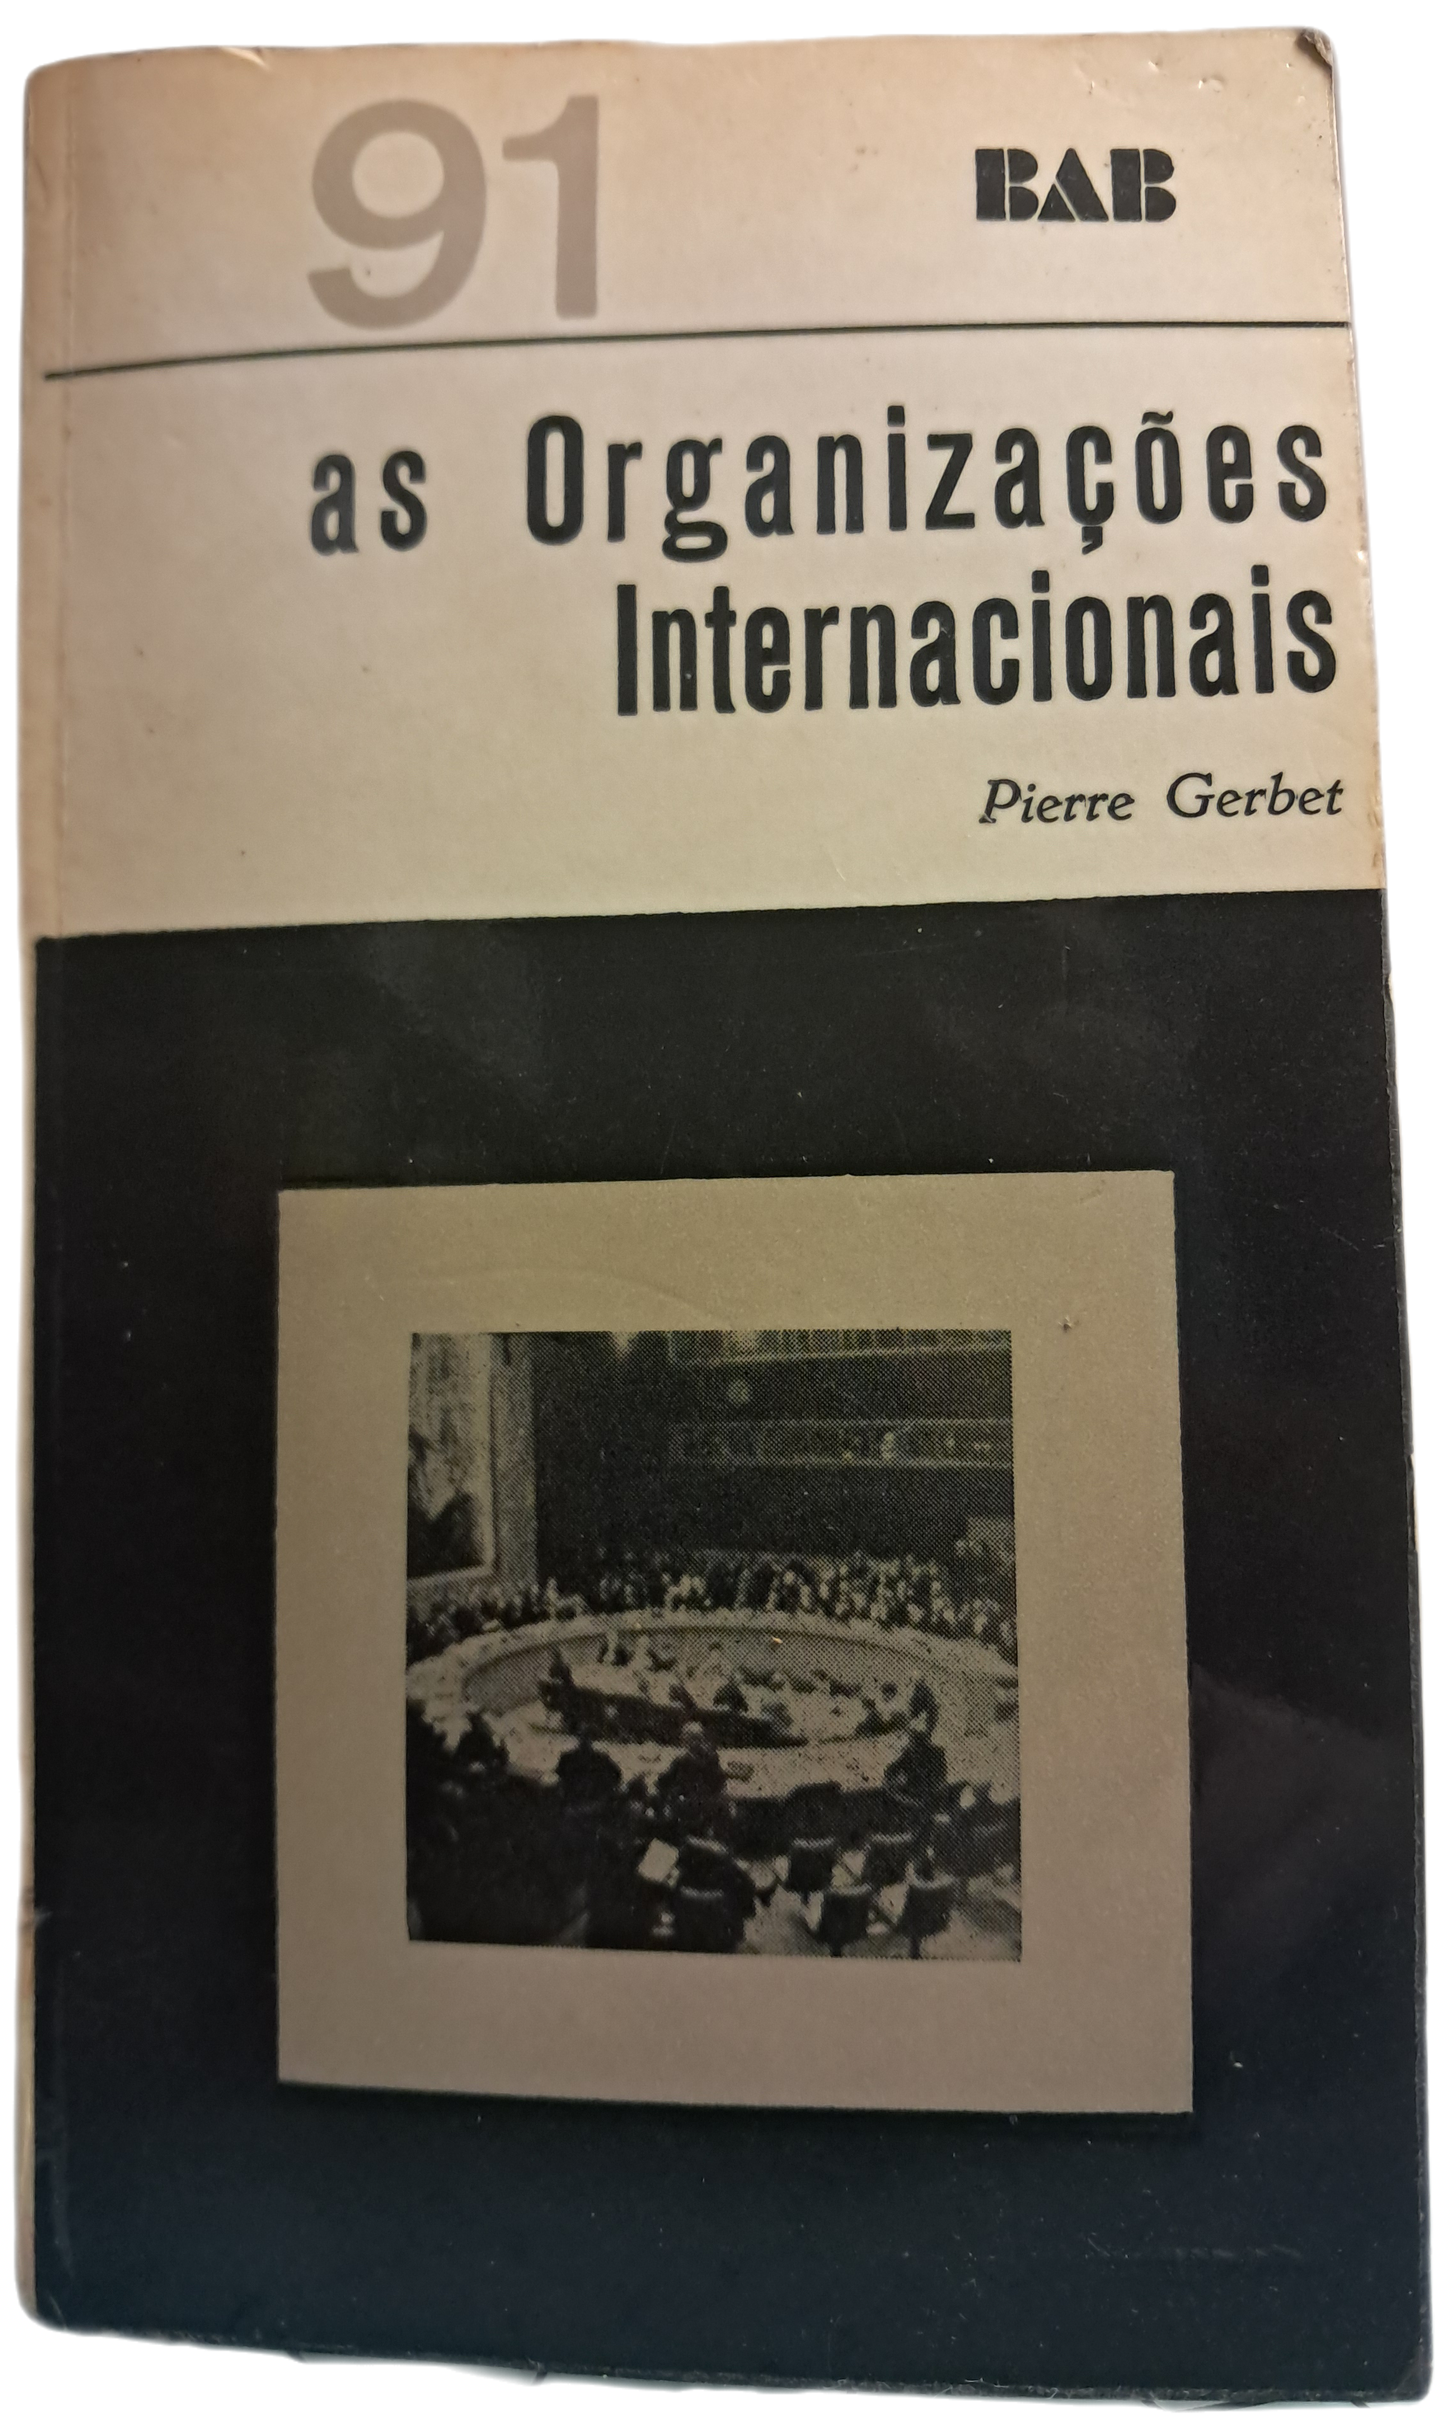 91 BAB
as Organizações
Internacionais
Pierre Gerbet